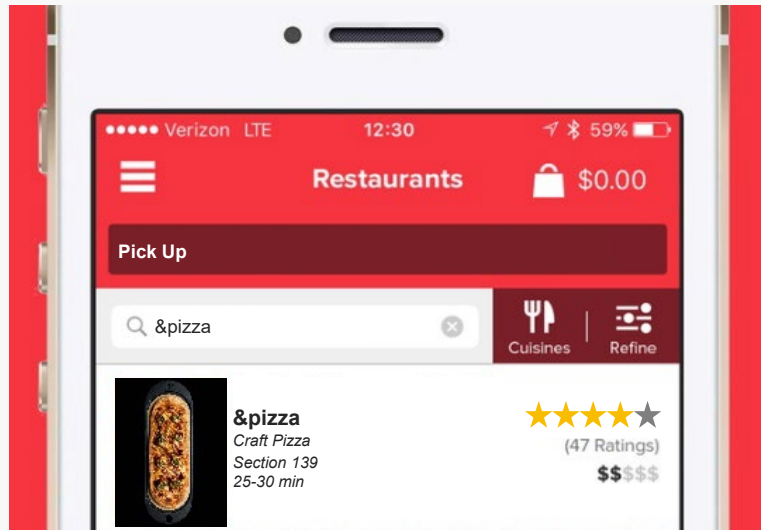 ●●●●● Verizon LTE 12:30 59%
Restaurants $0.00
Pick Up
&pizza
Cuisines Refine
&pizza
Craft Pizza
Section 139
25-30 min
(47 Ratings)
$$$$$